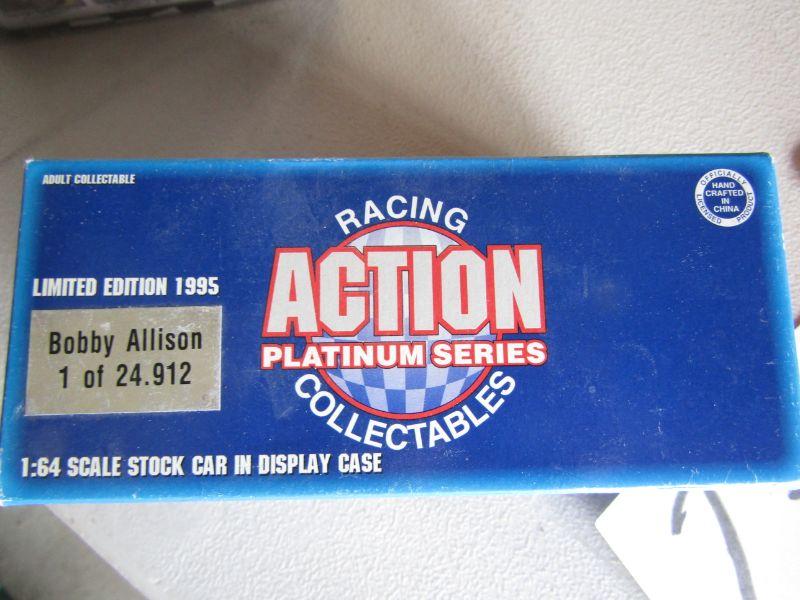 ADULT COLLECTABLE
OFFICIALLY
HAND
CRAFTED
IN
CHINA
LICENSED PRODUCT
RACING
ACTION
PLATINUM SERIES
COLLECTABLES
LIMITED EDITION 1995
Bobby Allison
1 of 24.912
1:64 SCALE STOCK CAR IN DISPLAY CASE